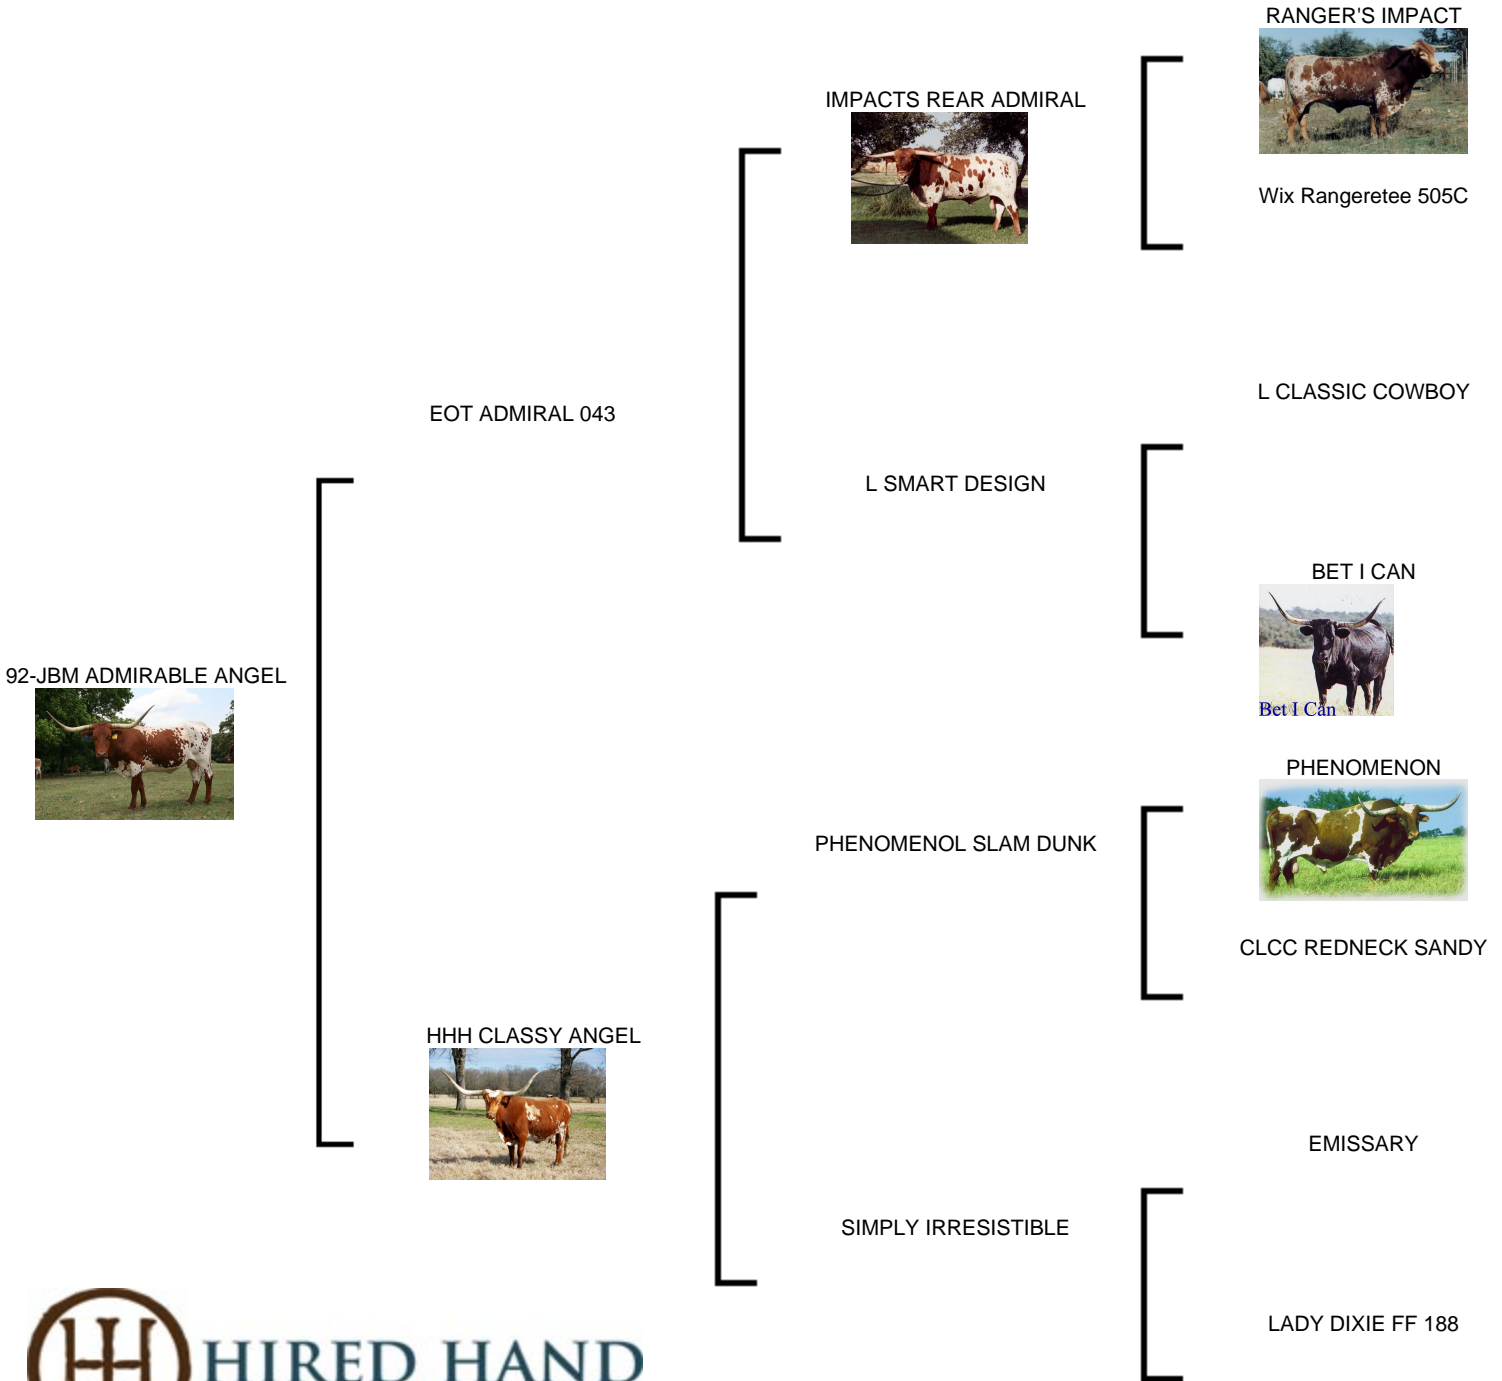 RANGER'S IMPACT
IMPACTS REAR ADMIRAL
Wix Rangeretee 505C
L CLASSIC COWBOY
EOT ADMIRAL 043
L SMART DESIGN
BET I CAN
Bet I Can
92-JBM ADMIRABLE ANGEL
PHENOMENON
PHENOMENOL SLAM DUNK
CLCC REDNECK SANDY
HHH CLASSY ANGEL
EMISSARY
SIMPLY IRRESISTIBLE
LADY DIXIE FF 188
HIRED HAND